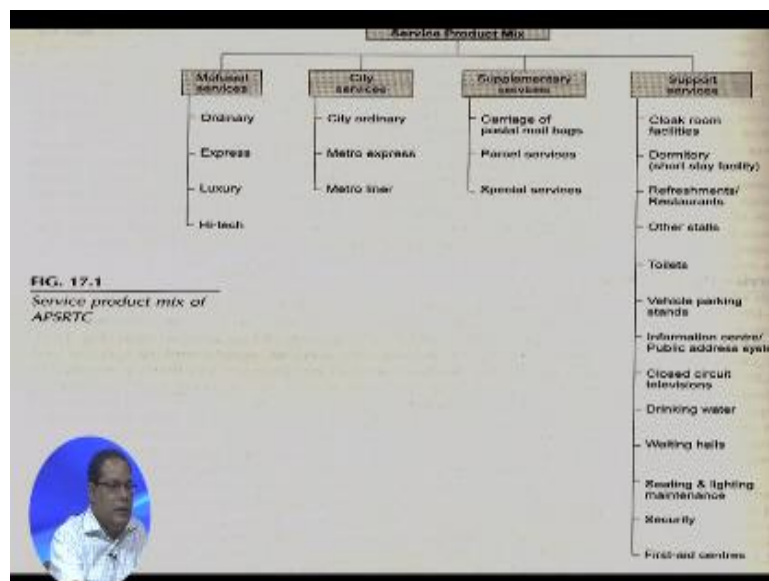 Service Product Mix
Mofussil
services
Ordinary
Express
Luxury
Hi-tech
City
services
City ordinary
Metro express
Metro liner
Supplementary
services
Carriage of
postal mail bags
Parcel services
Special services
Support
services
Cloak room
facilities
Dormitory
(short stay facility)
Refreshments/
Restaurants
Other stalls
Toilets
Vehicle parking
stands
Information centre/
Public address syste
Closed circuit
televisions
Drinking water
Waiting halls
Seating & lighting
maintenance
Security
First-aid centres
FIG. 17.1
Service product mix of
APSRTC